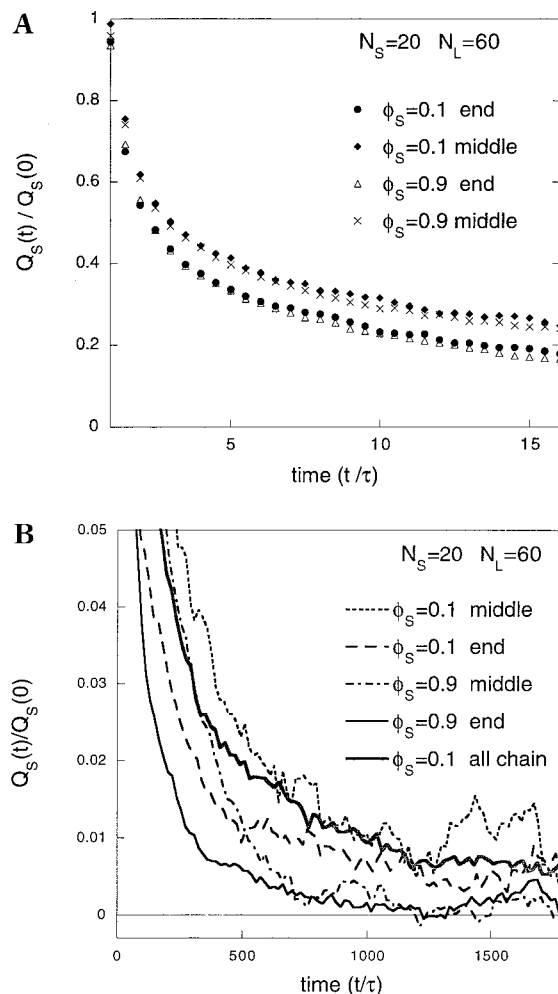 A
N_S=20 N_L=60
ϕ_S=0.1 end
ϕ_S=0.1 middle
ϕ_S=0.9 end
ϕ_S=0.9 middle
Q_S(t) / Q_S(0)
1
0.8
0.6
0.4
0.2
0
5
10
15
time (t/τ)
B
N_S=20 N_L=60
ϕ_S=0.1 middle
ϕ_S=0.1 end
ϕ_S=0.9 middle
ϕ_S=0.9 end
ϕ_S=0.1 all chain
Q_S(t)/Q_S(0)
0.05
0.04
0.03
0.02
0.01
0
0
500
1000
1500
time (t/τ)